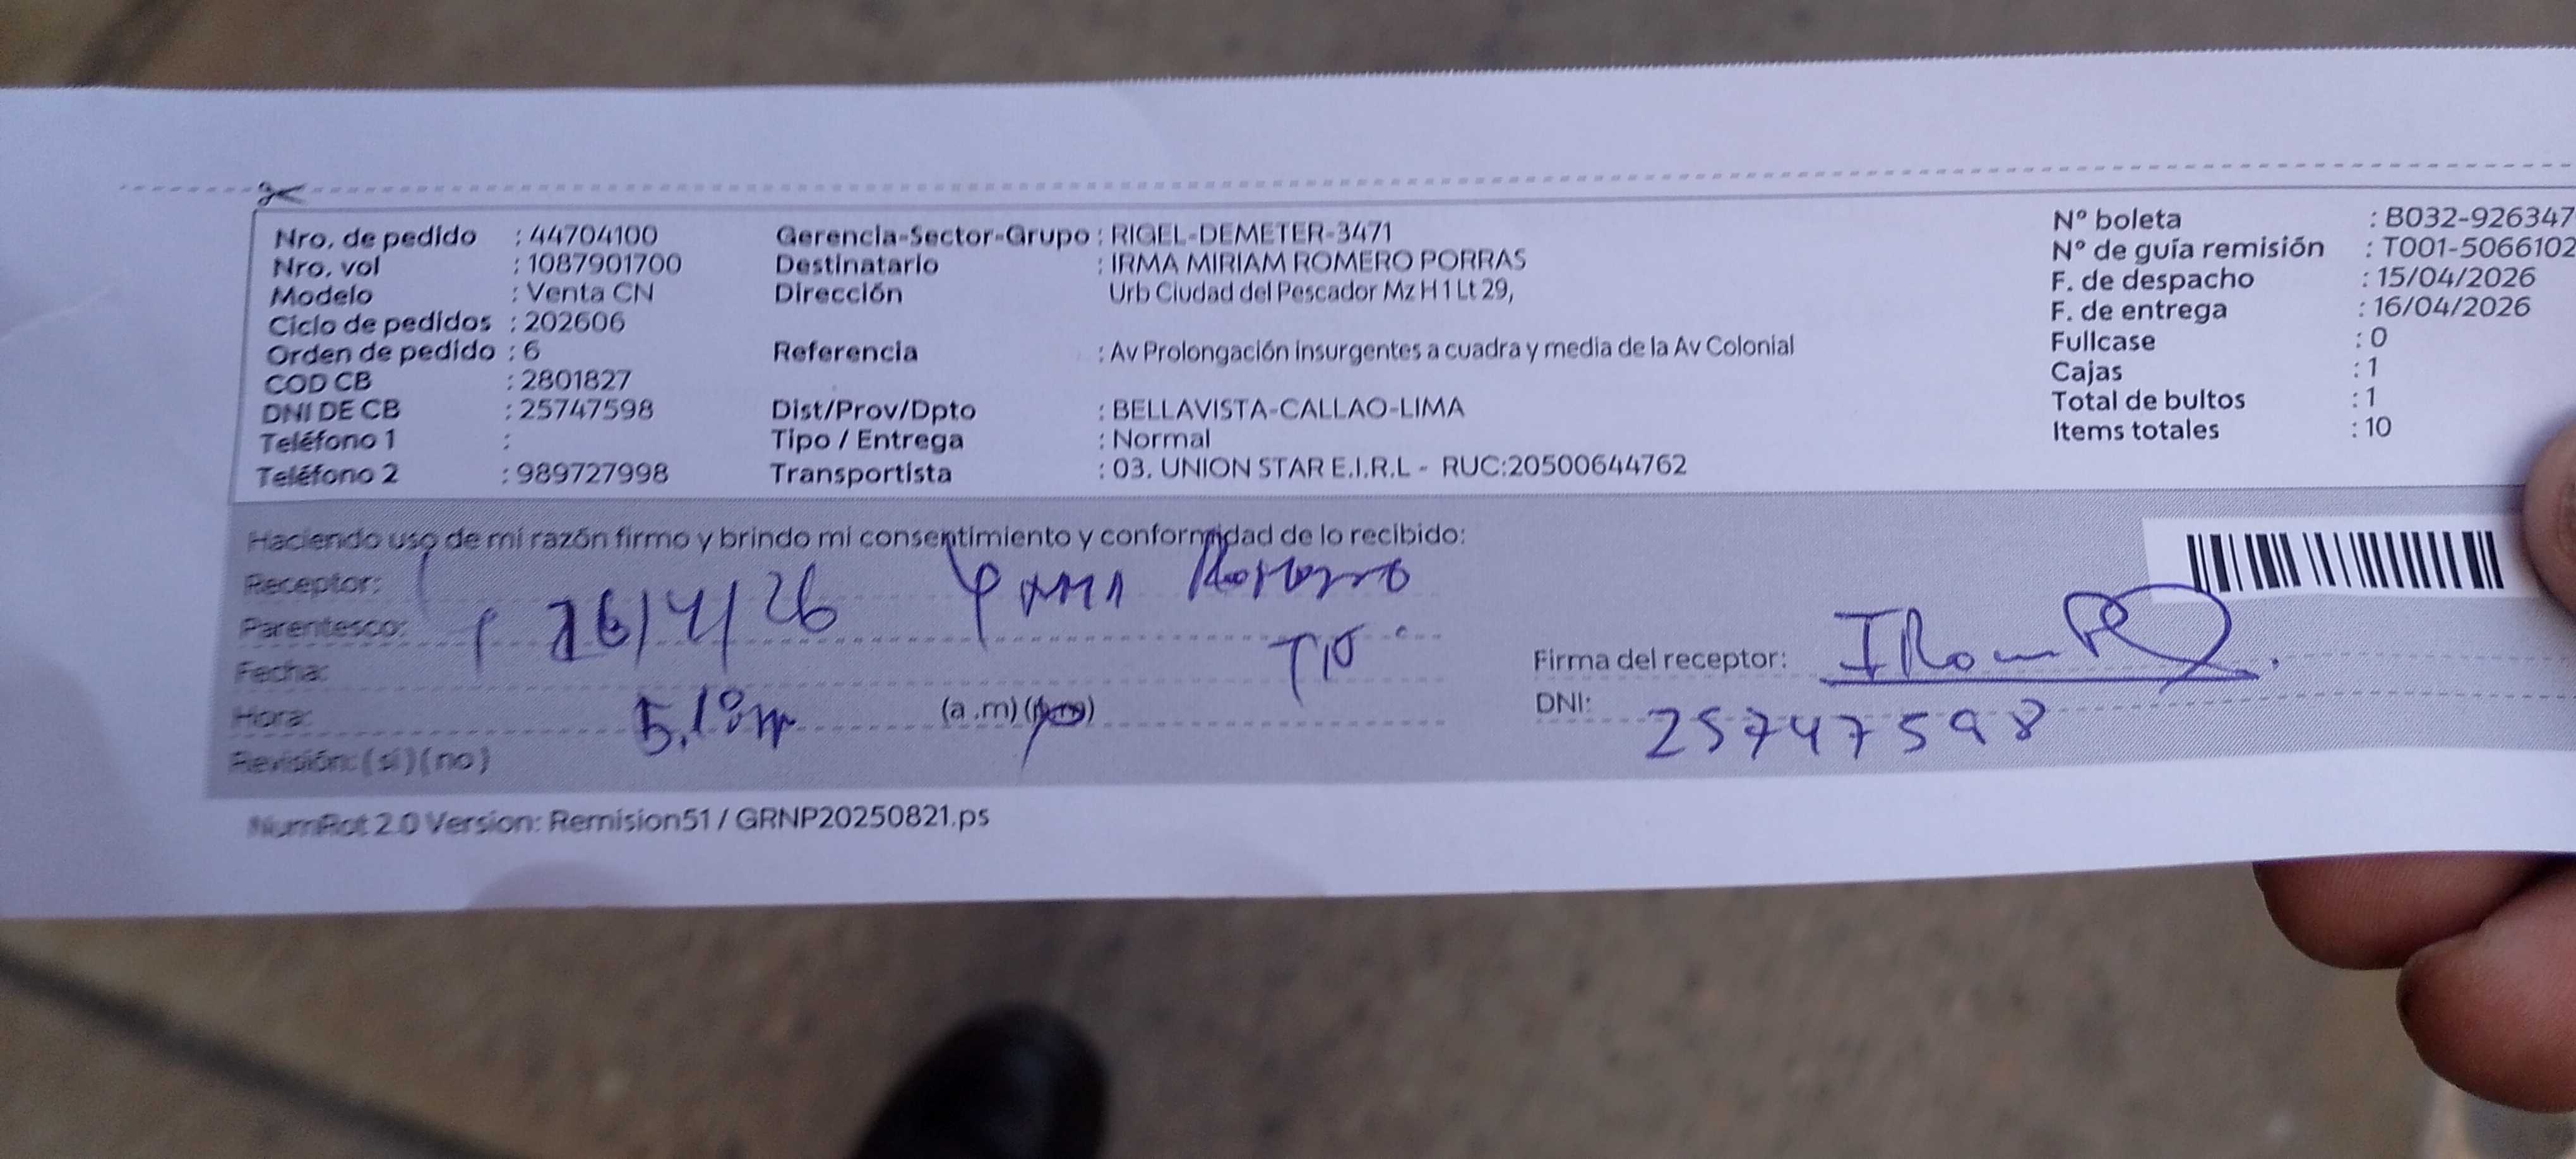 Nro. de pedido : 44704100
Nro. vol : 1087901700
Modelo : Venta CN
Ciclo de pedidos : 202606
Orden de pedido : 6
COD CB : 2801827
DNI DE CB : 25747598
Teléfono 1 :
Teléfono 2 : 989727998
Gerencia-Sector-Grupo : RIGEL-DEMETER-3471
Destinatario : IRMA MIRIAM ROMERO PORRAS
Dirección Urb Ciudad del Pescador Mz H 1 Lt 29,
Referencia : Av Prolongación insurgentes a cuadra y media de la Av Colonial
Dist/Prov/Dpto : BELLAVISTA-CALLAO-LIMA
Tipo / Entrega : Normal
Transportista : 03. UNION STAR E.I.R.L - RUC:20500644762
Nº boleta : B032-926347
Nº de guía remisión : T001-5066102
F. de despacho : 15/04/2026
F. de entrega : 16/04/2026
Fullcase : 0
Cajas : 1
Total de bultos : 1
Items totales : 10
Haciendo uso de mi razón firmo y brindo mi consentimiento y conformidad de lo recibido:
Receptor: Romero
Parentesco: 16/4/26
Fecha:
Hora: (a.m) (p.m)
Revisión: (si) (no)
Firma del receptor:
DNI: 25747598
NumRot 2.0 Version: Remision51 / GRNP20250821.ps